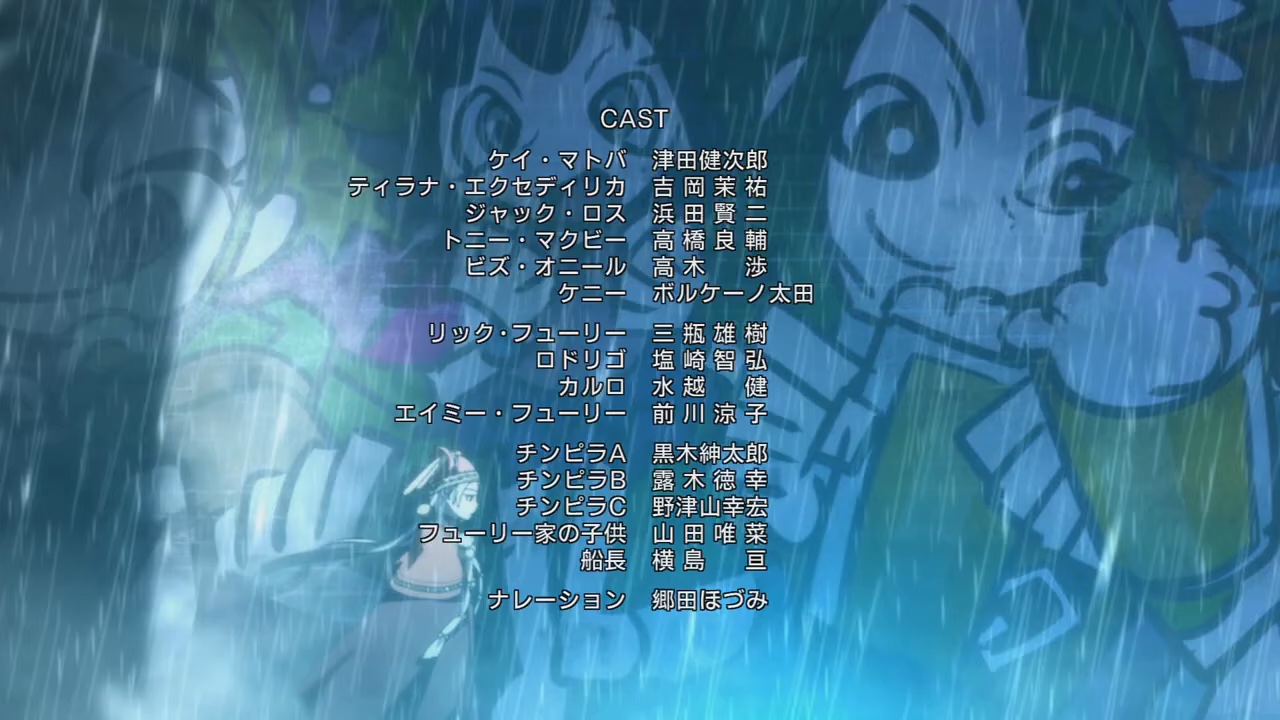 CAST
ケイ・マトバ 津田健次郎
ティラナ・エクセディリカ 吉岡茉祐
ジャック・ロス 浜田賢二
トニー・マクビー 高橋良輔
ビズ・オニール 高木 渉
ケニー ボルケーノ太田
リック・フューリー 三瓶雄樹
ロドリゴ 塩崎智弘
カルロ 水越 健
エイミー・フューリー 前川涼子
チンピラA 黒木紳太郎
チンピラB 露木徳幸
チンピラC 野津山幸宏
フューリー家の子供 山田唯菜
船長 横島 亘
ナレーション 郷田ほづみ